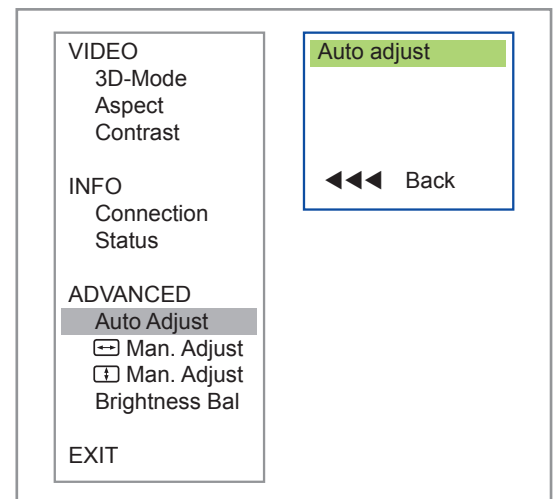 VIDEO
3D-Mode
Aspect
Contrast
INFO
Connection
Status
ADVANCED
Auto Adjust
Man. Adjust
Man. Adjust
Brightness Bal
EXIT
Auto adjust
Back